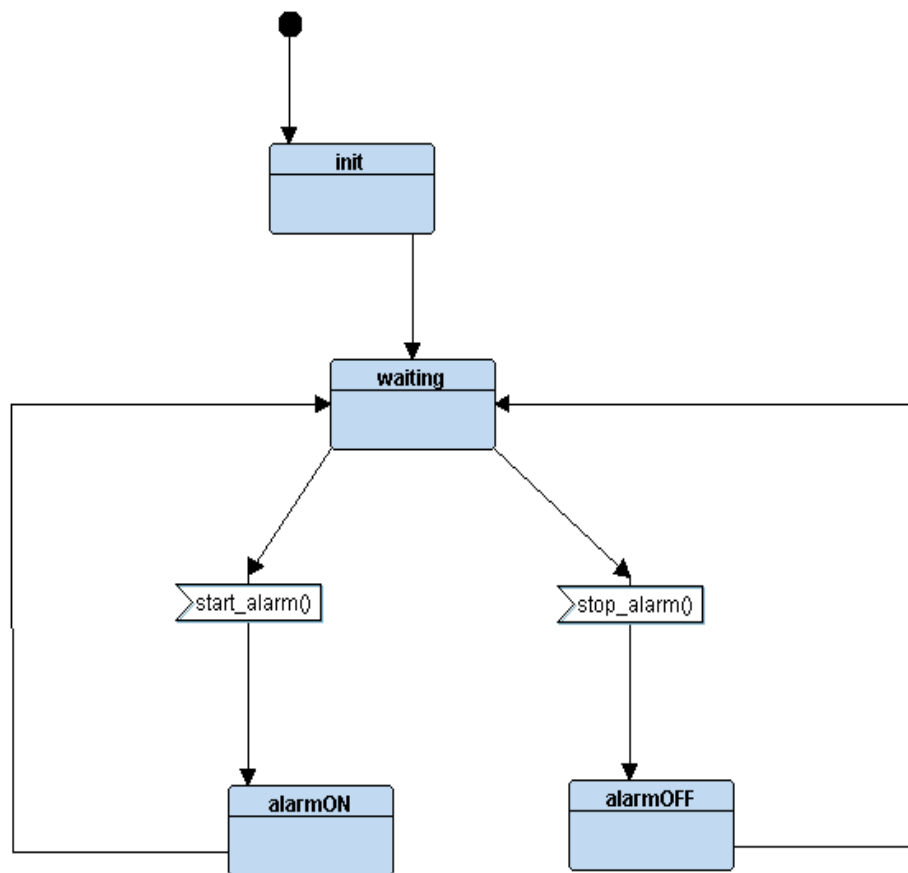 init
waiting
start_alarm()
stop_alarm()
alarmON
alarmOFF